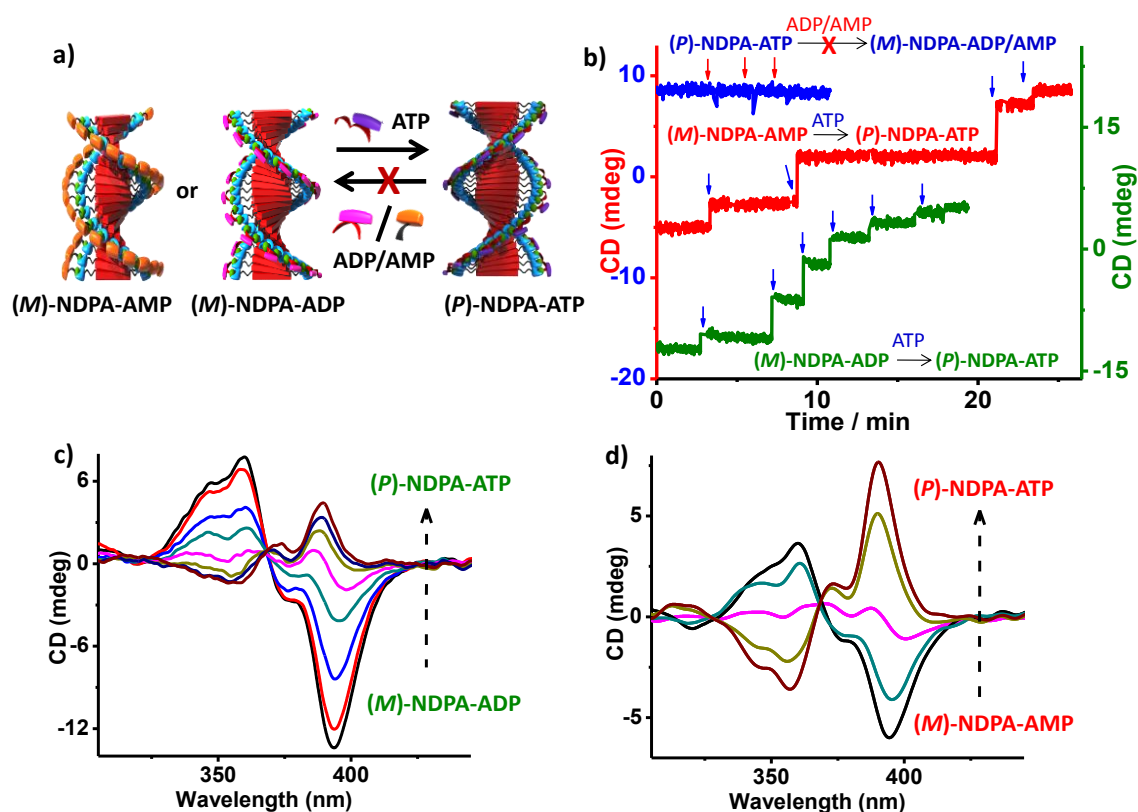 a)
ATP
or
ADP/AMP
(M)-NDPA-AMP
(M)-NDPA-ADP
(P)-NDPA-ATP
b)
ADP/AMP
(P)-NDPA-ATP X (M)-NDPA-ADP/AMP
ATP
(M)-NDPA-AMP → (P)-NDPA-ATP
ATP
(M)-NDPA-ADP → (P)-NDPA-ATP
CD (mdeg)
10
0
-10
-20
CD (mdeg)
15
0
-15
0 10 20
Time / min
c)
(P)-NDPA-ATP
(M)-NDPA-ADP
CD (mdeg)
6
0
-6
-12
350 400
Wavelength (nm)
d)
(P)-NDPA-ATP
(M)-NDPA-AMP
CD (mdeg)
5
0
-5
350 400
Wavelength (nm)